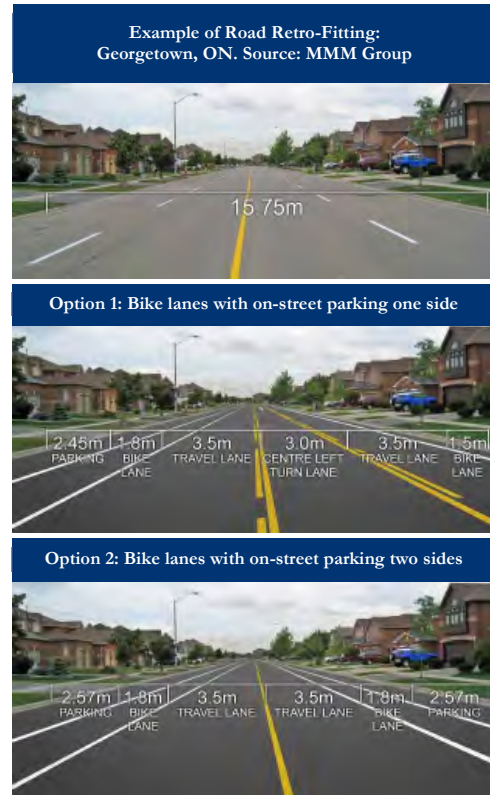 Example of Road Retro-Fitting:
Georgetown, ON. Source: MMM Group
15.75m
Option 1: Bike lanes with on-street parking one side
2.45m 1.8m 3.5m 3.0m 3.5m 1.5m
PARKING BIKE TRAVEL LANE CENTRE LEFT TRAVEL LANE BIKE
LANE TURN LANE LANE
Option 2: Bike lanes with on-street parking two sides
2.57m 1.8m 3.5m 3.5m 1.8m 2.57m
PARKING BIKE TRAVEL LANE TRAVEL LANE BIKE PARKING
LANE LANE